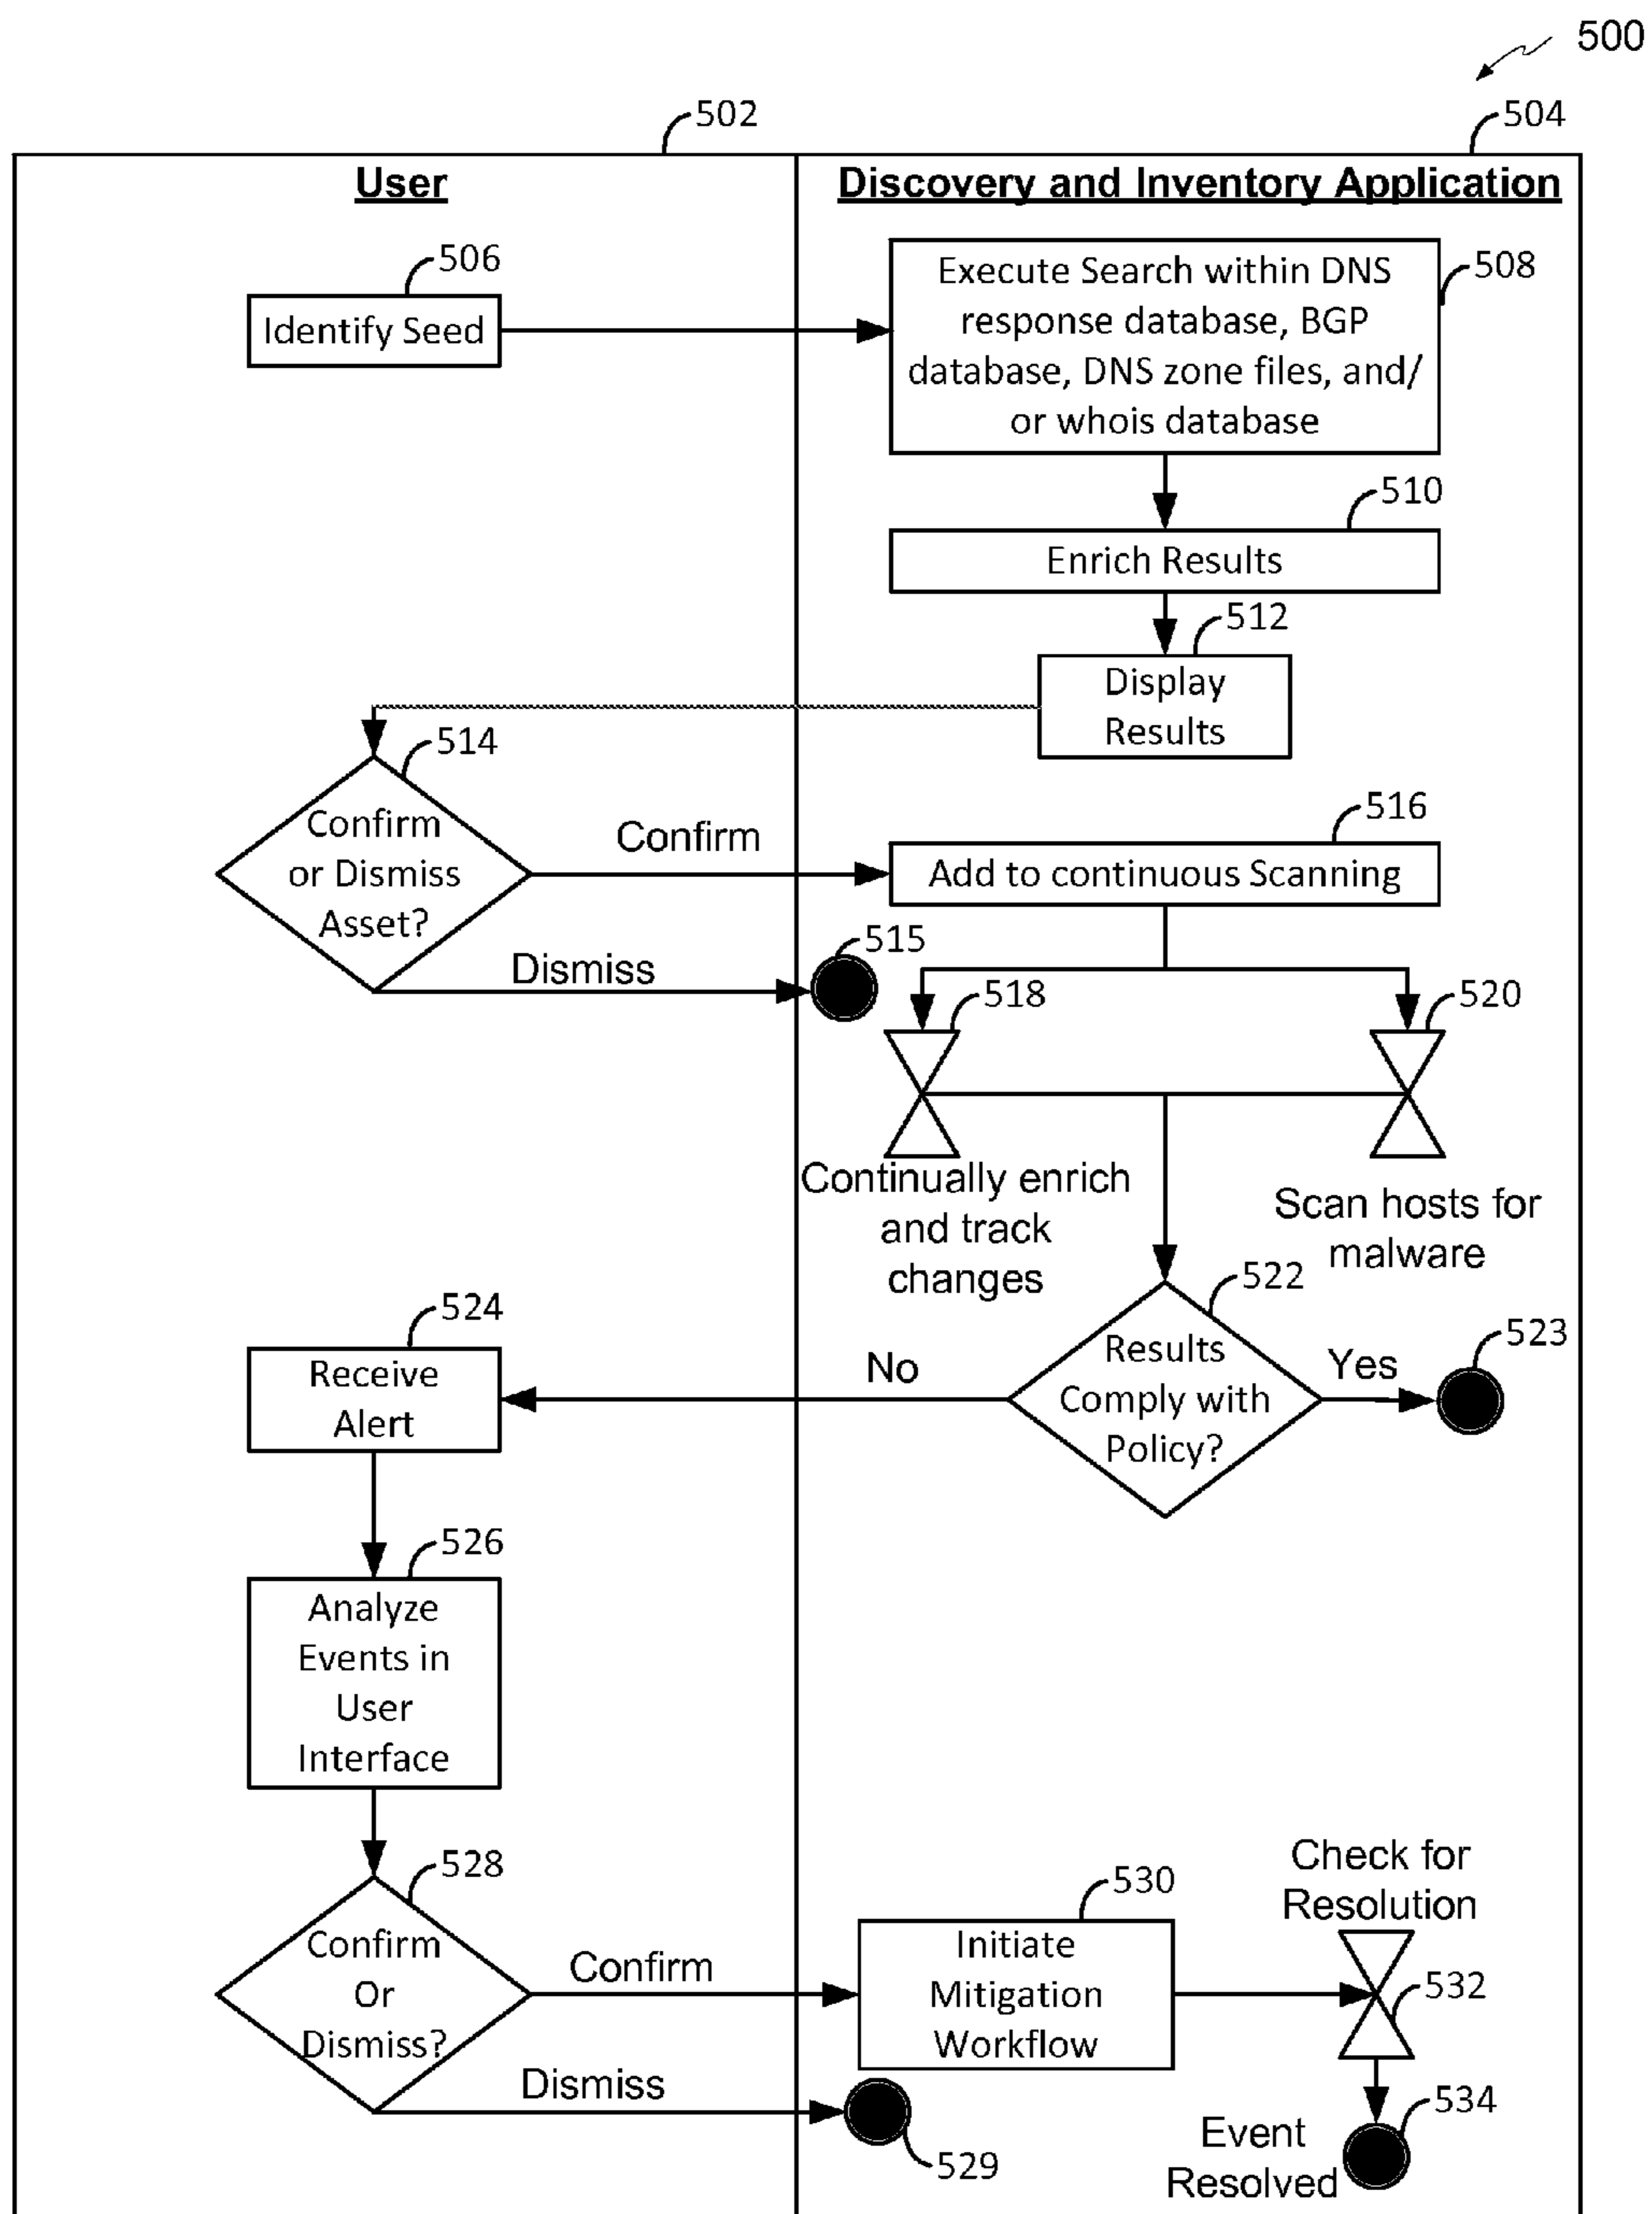 500
502
504
User
Discovery and Inventory Application
506
Identify Seed
508
Execute Search within DNS
response database, BGP
database, DNS zone files, and/
or whois database
510
Enrich Results
512
Display
Results
514
Confirm
or Dismiss
Asset?
Confirm
516
Add to continuous Scanning
Dismiss
515
518
520
Continually enrich
and track
changes
Scan hosts for
malware
522
Results
Comply with
Policy?
Yes
523
No
524
Receive
Alert
526
Analyze
Events in
User
Interface
528
Confirm
Or
Dismiss?
Confirm
530
Initiate
Mitigation
Workflow
Check for
Resolution
532
Dismiss
529
534
Event
Resolved